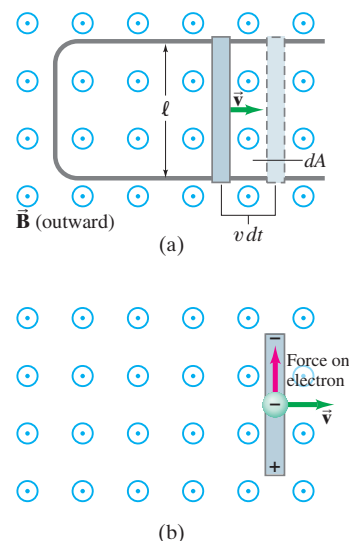 ℓ
v⃗
dA
B⃗ (outward)
v dt
(a)
−
Force on
electron
−
v⃗
+
(b)